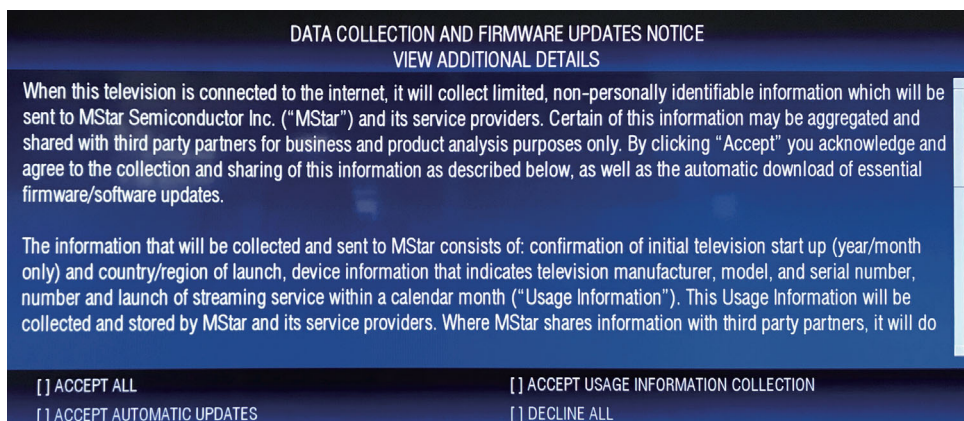 DATA COLLECTION AND FIRMWARE UPDATES NOTICE
VIEW ADDITIONAL DETAILS
When this television is connected to the internet, it will collect limited, non-personally identifiable information which will be
sent to MStar Semiconductor Inc. (“MStar”) and its service providers. Certain of this information may be aggregated and
shared with third party partners for business and product analysis purposes only. By clicking “Accept” you acknowledge and
agree to the collection and sharing of this information as described below, as well as the automatic download of essential
firmware/software updates.
The information that will be collected and sent to MStar consists of: confirmation of initial television start up (year/month
only) and country/region of launch, device information that indicates television manufacturer, model, and serial number,
number and launch of streaming service within a calendar month (“Usage Information”). This Usage Information will be
collected and stored by MStar and its service providers. Where MStar shares information with third party partners, it will do
[ ] ACCEPT ALL
[ ] ACCEPT USAGE INFORMATION COLLECTION
[ ] ACCEPT AUTOMATIC UPDATES
[ ] DECLINE ALL